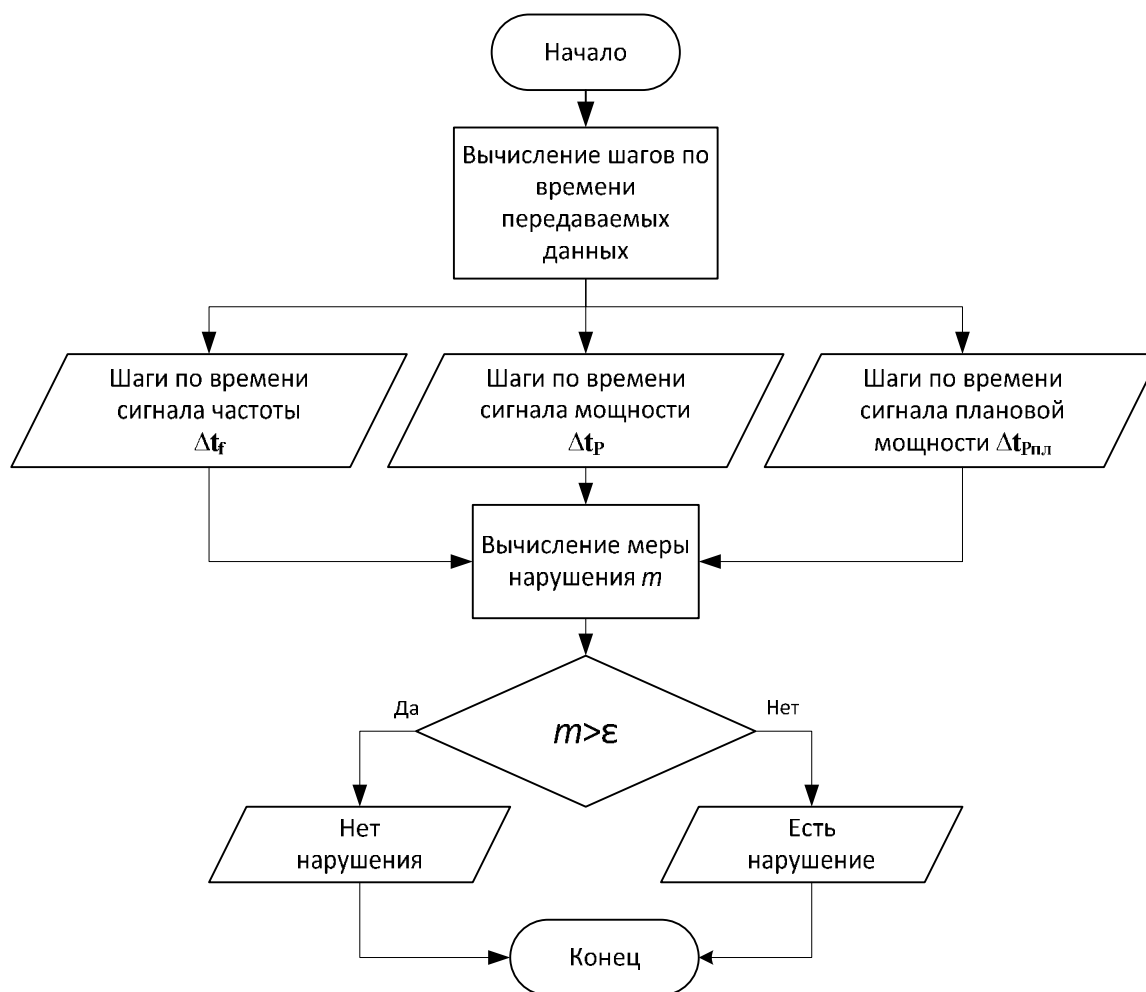 Начало
Вычисление шагов по
времени
передаваемых
данных
Шаги по времени
сигнала частоты
Δtf
Шаги по времени
сигнала мощности
ΔtP
Шаги по времени
сигнала плановой
мощности ΔtPпл
Вычисление меры
нарушения m
Да
m>ε
Нет
Нет
нарушения
Есть
нарушение
Конец